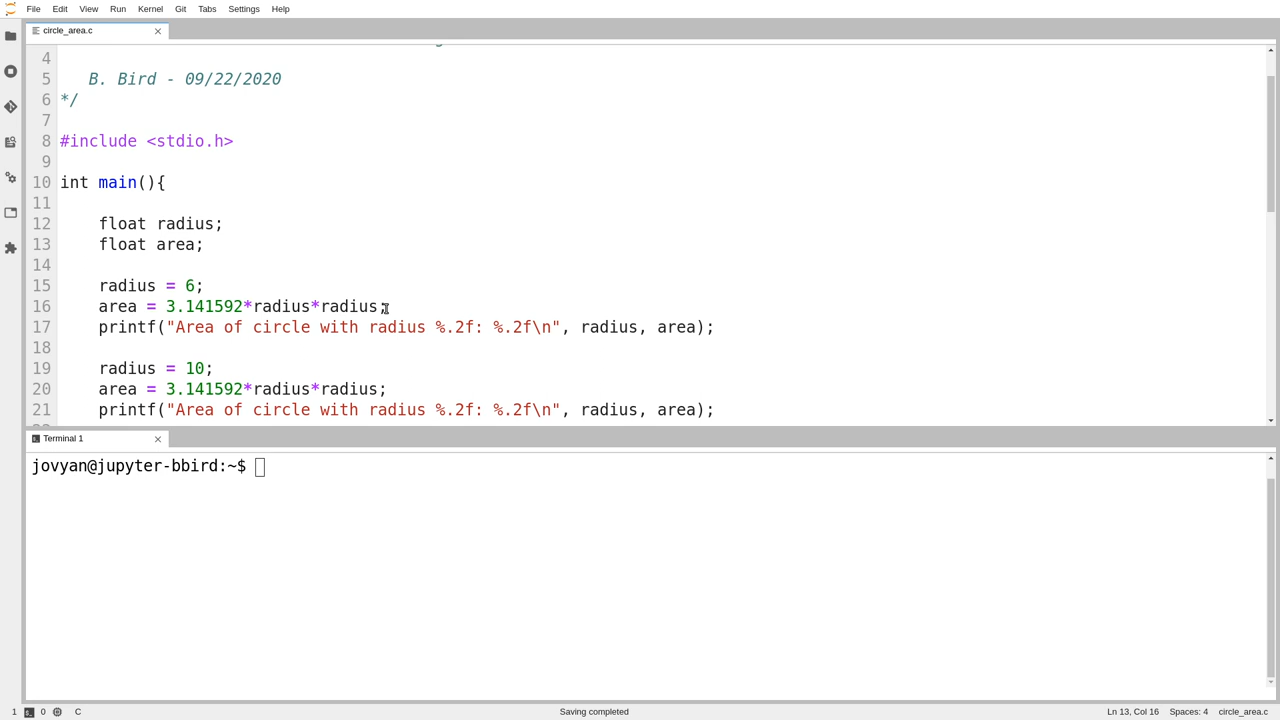 File Edit View Run Kernel Git Tabs Settings Help
circle_area.c
4
5 B. Bird - 09/22/2020
6 */
7
8 #include <stdio.h>
9
10 int main(){
11
12 float radius;
13 float area;
14
15 radius = 6;
16 area = 3.141592*radius*radius;
17 printf("Area of circle with radius %.2f: %.2f\n", radius, area);
18
19 radius = 10;
20 area = 3.141592*radius*radius;
21 printf("Area of circle with radius %.2f: %.2f\n", radius, area);
Terminal 1
jovyan@jupyter-bbird:~$
1 0 C Saving completed Ln 13, Col 16 Spaces: 4 circle_area.c